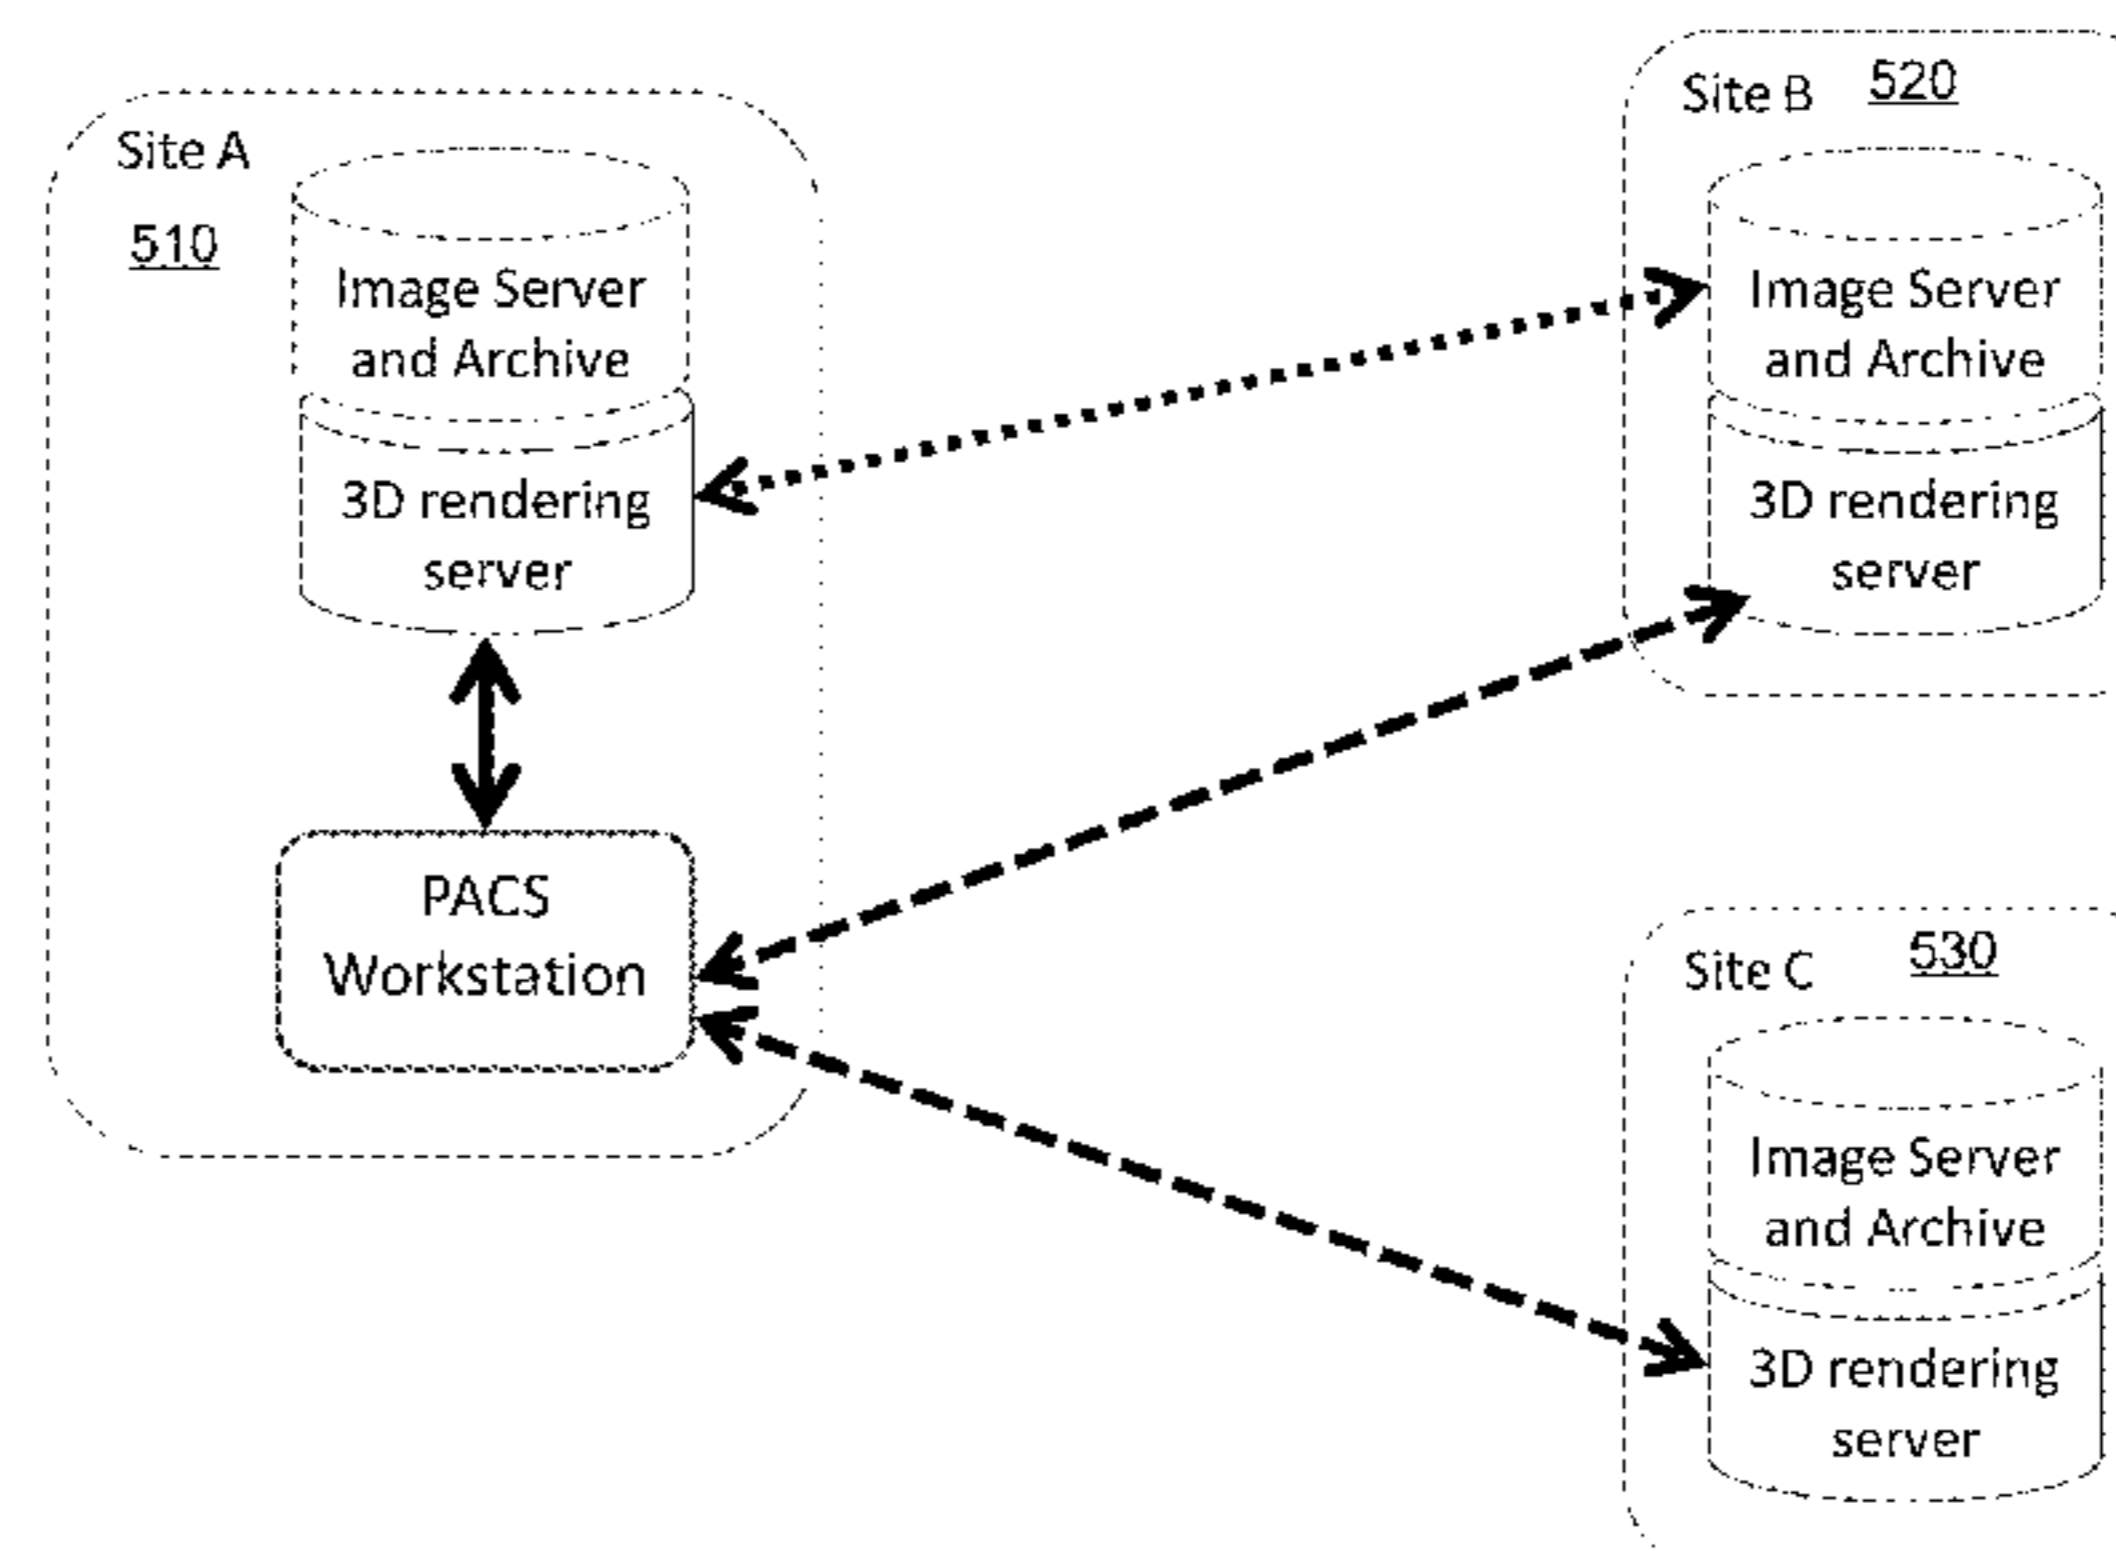 Site A
510
Image Server
and Archive
3D rendering
server
PACS
Workstation
Site B 520
Image Server
and Archive
3D rendering
server
Site C 530
Image Server
and Archive
3D rendering
server